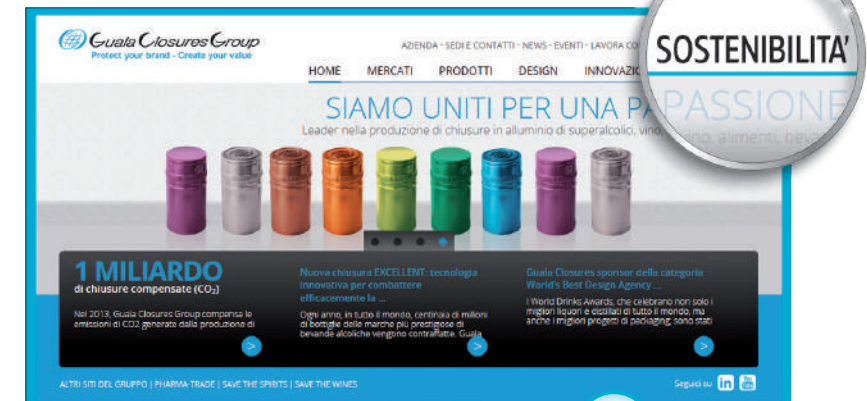 Guala Closures Group
Protect your brand - Create your value
AZIENDA - SEDI E CONTATTI - NEWS - EVENTI - LAVORA CO
HOME MERCATI PRODOTTI DESIGN INNOVAZIO
SOSTENIBILITA'
SIAMO UNITI PER UNA PA PASSIONE
Leader nella produzione di chiusure in alluminio di superalcolici, vino, alimenti, bevan
1 MILIARDO
di chiusure compensate (CO₂)
Nel 2013, Guala Closures Group compensa le
emissioni di CO2 generate dalla produzione di
Nuova chiusura EXCELLENT: tecnologia
innovativa per combattere
efficacemente la ...
Ogni anno, in tutto il mondo, centinaia di milioni
di bottiglie delle marche più prestigiose di
bevande alcoliche vengono contraffatte. Guala
Guala Closures sponsor della categoria
World's Best Design Agency ...
I World Drinks Awards, che celebrano non solo i
migliori liquori e distillati di tutto il mondo, ma
anche i migliori progetti di packaging, sono stati
ALTRI SITI DEL GRUPPO | PHARMA-TRADE | SAVE THE SPIRITS | SAVE THE WINES
Seguici su in You Tube